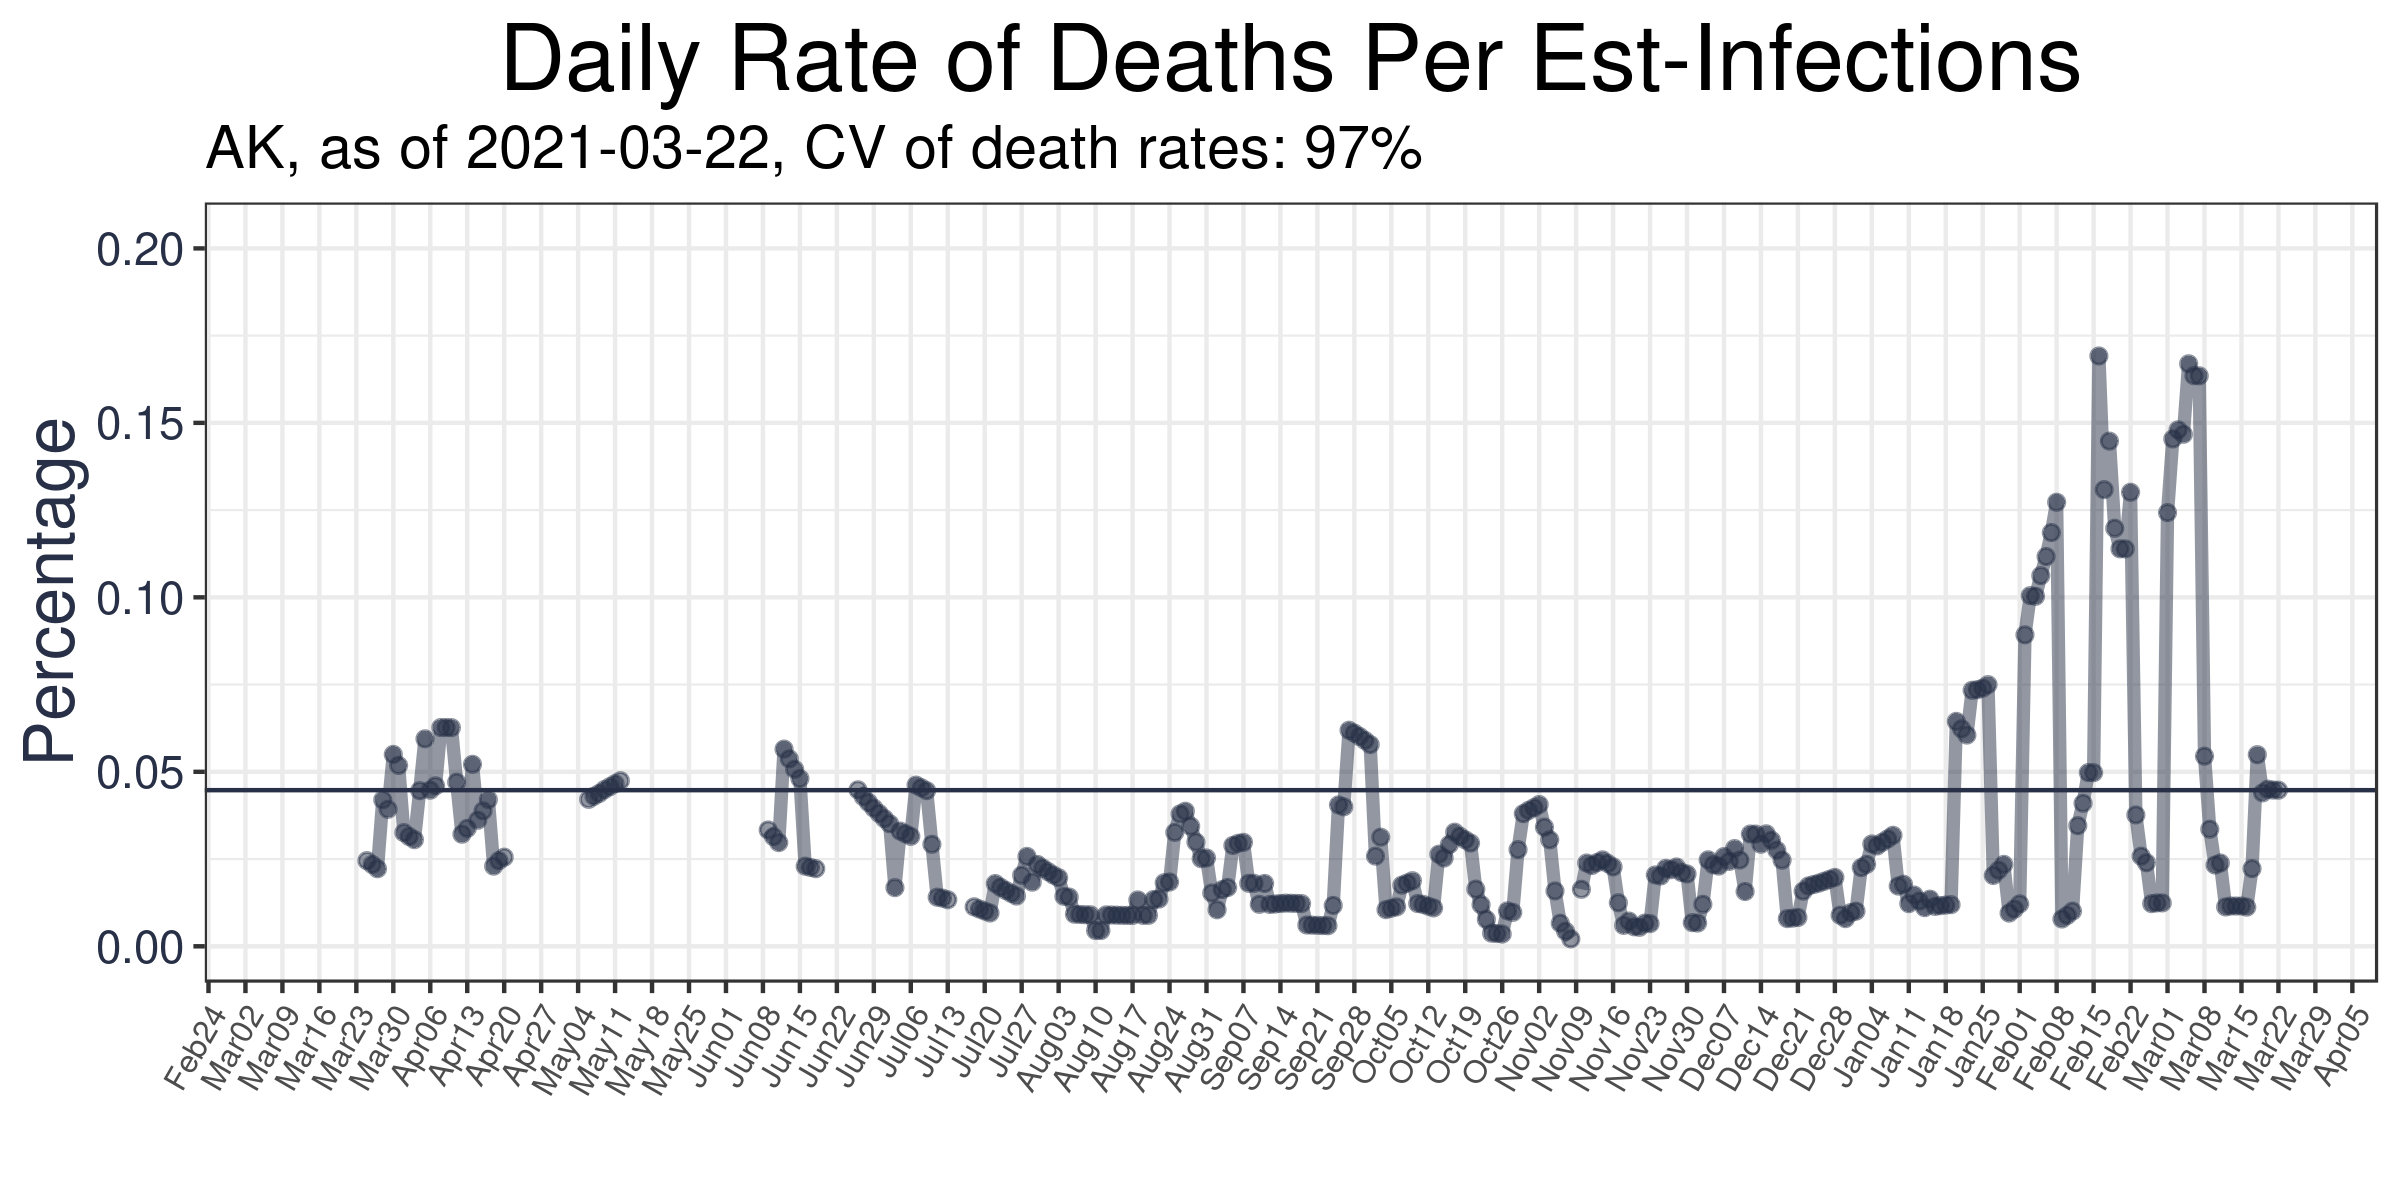 Daily Rate of Deaths Per Est-Infections
AK, as of 2021-03-22, CV of death rates: 97%
Percentage
0.20
0.15
0.10
0.05
0.00
Feb24
Mar02
Mar09
Mar16
Mar23
Mar30
Apr06
Apr13
Apr20
Apr27
May04
May11
May18
May25
Jun01
Jun08
Jun15
Jun22
Jun29
Jul06
Jul13
Jul20
Jul27
Aug03
Aug10
Aug17
Aug24
Aug31
Sep07
Sep14
Sep21
Sep28
Oct05
Oct12
Oct19
Oct26
Nov02
Nov09
Nov16
Nov23
Nov30
Dec07
Dec14
Dec21
Dec28
Jan04
Jan11
Jan18
Jan25
Feb01
Feb08
Feb15
Feb22
Mar01
Mar08
Mar15
Mar22
Mar29
Apr05